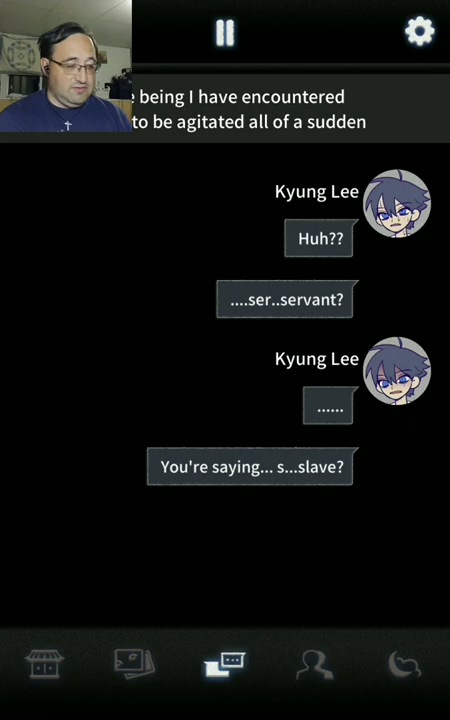 being I have encountered
to be agitated all of a sudden
Kyung Lee
Huh??
....ser..servant?
Kyung Lee
......
You're saying... s...slave?